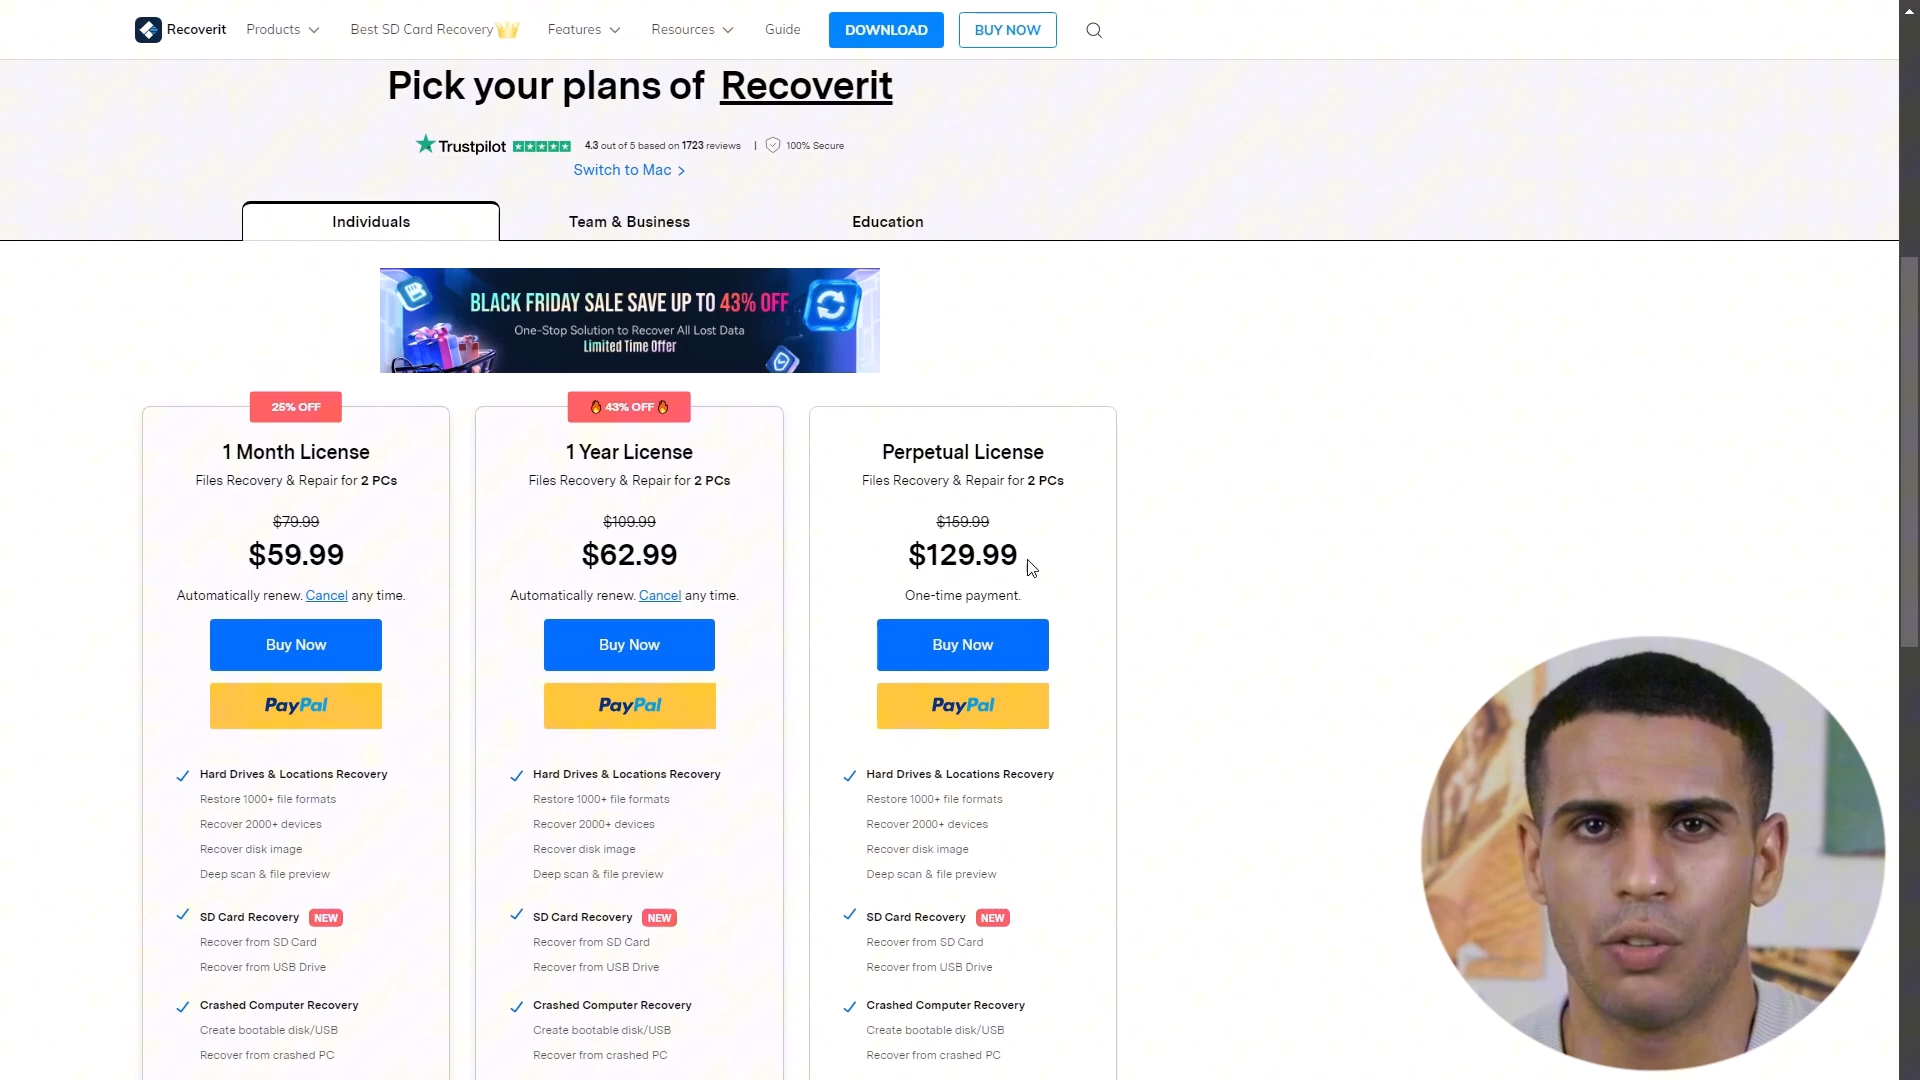 Recoverit Products Best SD Card Recovery Features Resources Guide DOWNLOAD BUY NOW
Pick your plans of Recoverit
Trustpilot 4.3 out of 5 based on 1723 reviews | 100% Secure
Switch to Mac >
Individuals Team & Business Education
BLACK FRIDAY SALE SAVE UP TO 43% OFF
One-Stop Solution to Recover All Lost Data
Limited Time Offer
25% OFF
1 Month License
Files Recovery & Repair for 2 PCs
$79.99
$59.99
Automatically renew. Cancel any time.
Buy Now
PayPal
Hard Drives & Locations Recovery
Restore 1000+ file formats
Recover 2000+ devices
Recover disk image
Deep scan & file preview
SD Card Recovery NEW
Recover from SD Card
Recover from USB Drive
Crashed Computer Recovery
Create bootable disk/USB
Recover from crashed PC
43% OFF
1 Year License
Files Recovery & Repair for 2 PCs
$109.99
$62.99
Automatically renew. Cancel any time.
Buy Now
PayPal
Hard Drives & Locations Recovery
Restore 1000+ file formats
Recover 2000+ devices
Recover disk image
Deep scan & file preview
SD Card Recovery NEW
Recover from SD Card
Recover from USB Drive
Crashed Computer Recovery
Create bootable disk/USB
Recover from crashed PC
Perpetual License
Files Recovery & Repair for 2 PCs
$159.99
$129.99
One-time payment.
Buy Now
PayPal
Hard Drives & Locations Recovery
Restore 1000+ file formats
Recover 2000+ devices
Recover disk image
Deep scan & file preview
SD Card Recovery NEW
Recover from SD Card
Recover from USB Drive
Crashed Computer Recovery
Create bootable disk/USB
Recover from crashed PC